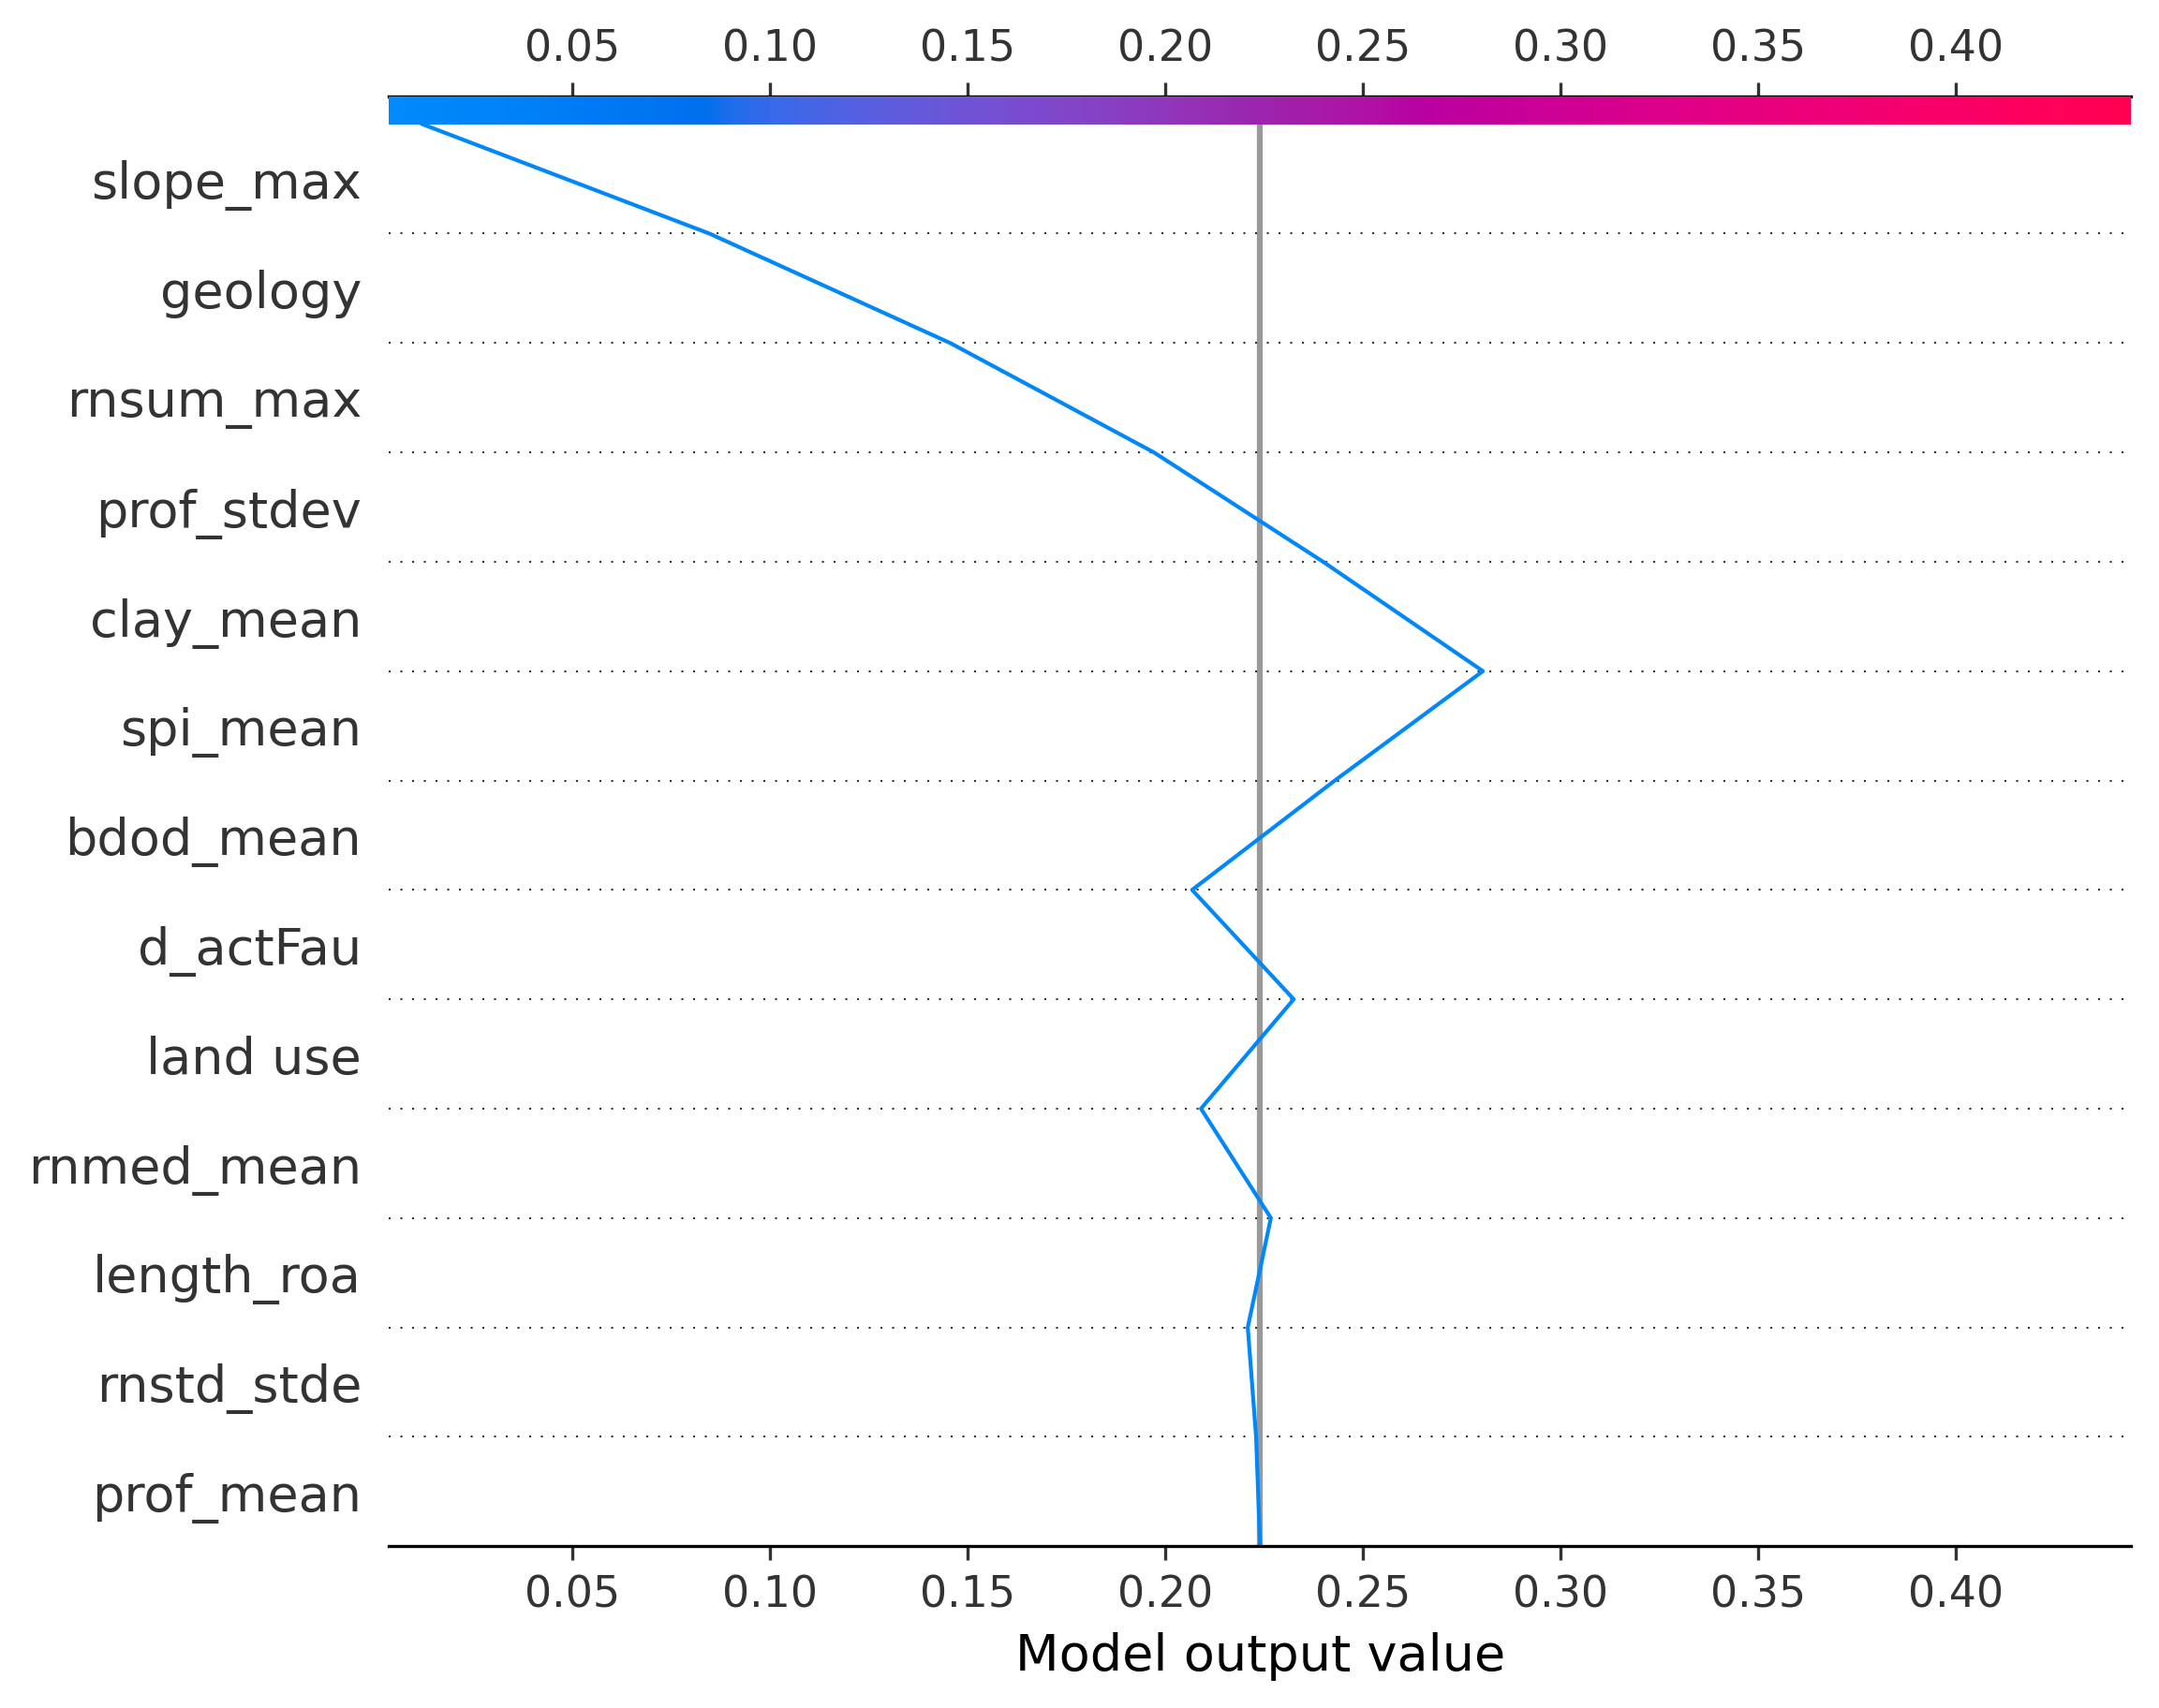 0.05 0.10 0.15 0.20 0.25 0.30 0.35 0.40
slope_max
geology
rnsum_max
prof_stdev
clay_mean
spi_mean
bdod_mean
d_actFau
land use
rnmed_mean
length_roa
rnstd_stde
prof_mean
0.05 0.10 0.15 0.20 0.25 0.30 0.35 0.40
Model output value